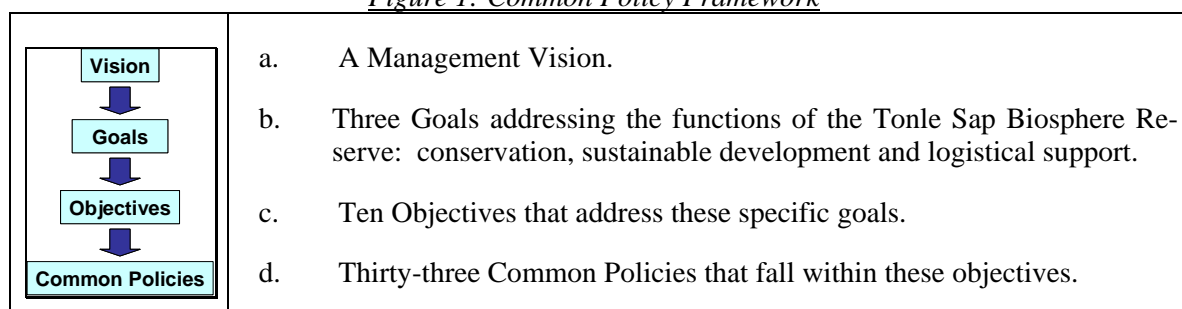 Figure 1: Common Policy Framework
Vision
Goals
Objectives
Common Policies
a. A Management Vision.
b. Three Goals addressing the functions of the Tonle Sap Biosphere Re-
serve: conservation, sustainable development and logistical support.
c. Ten Objectives that address these specific goals.
d. Thirty-three Common Policies that fall within these objectives.